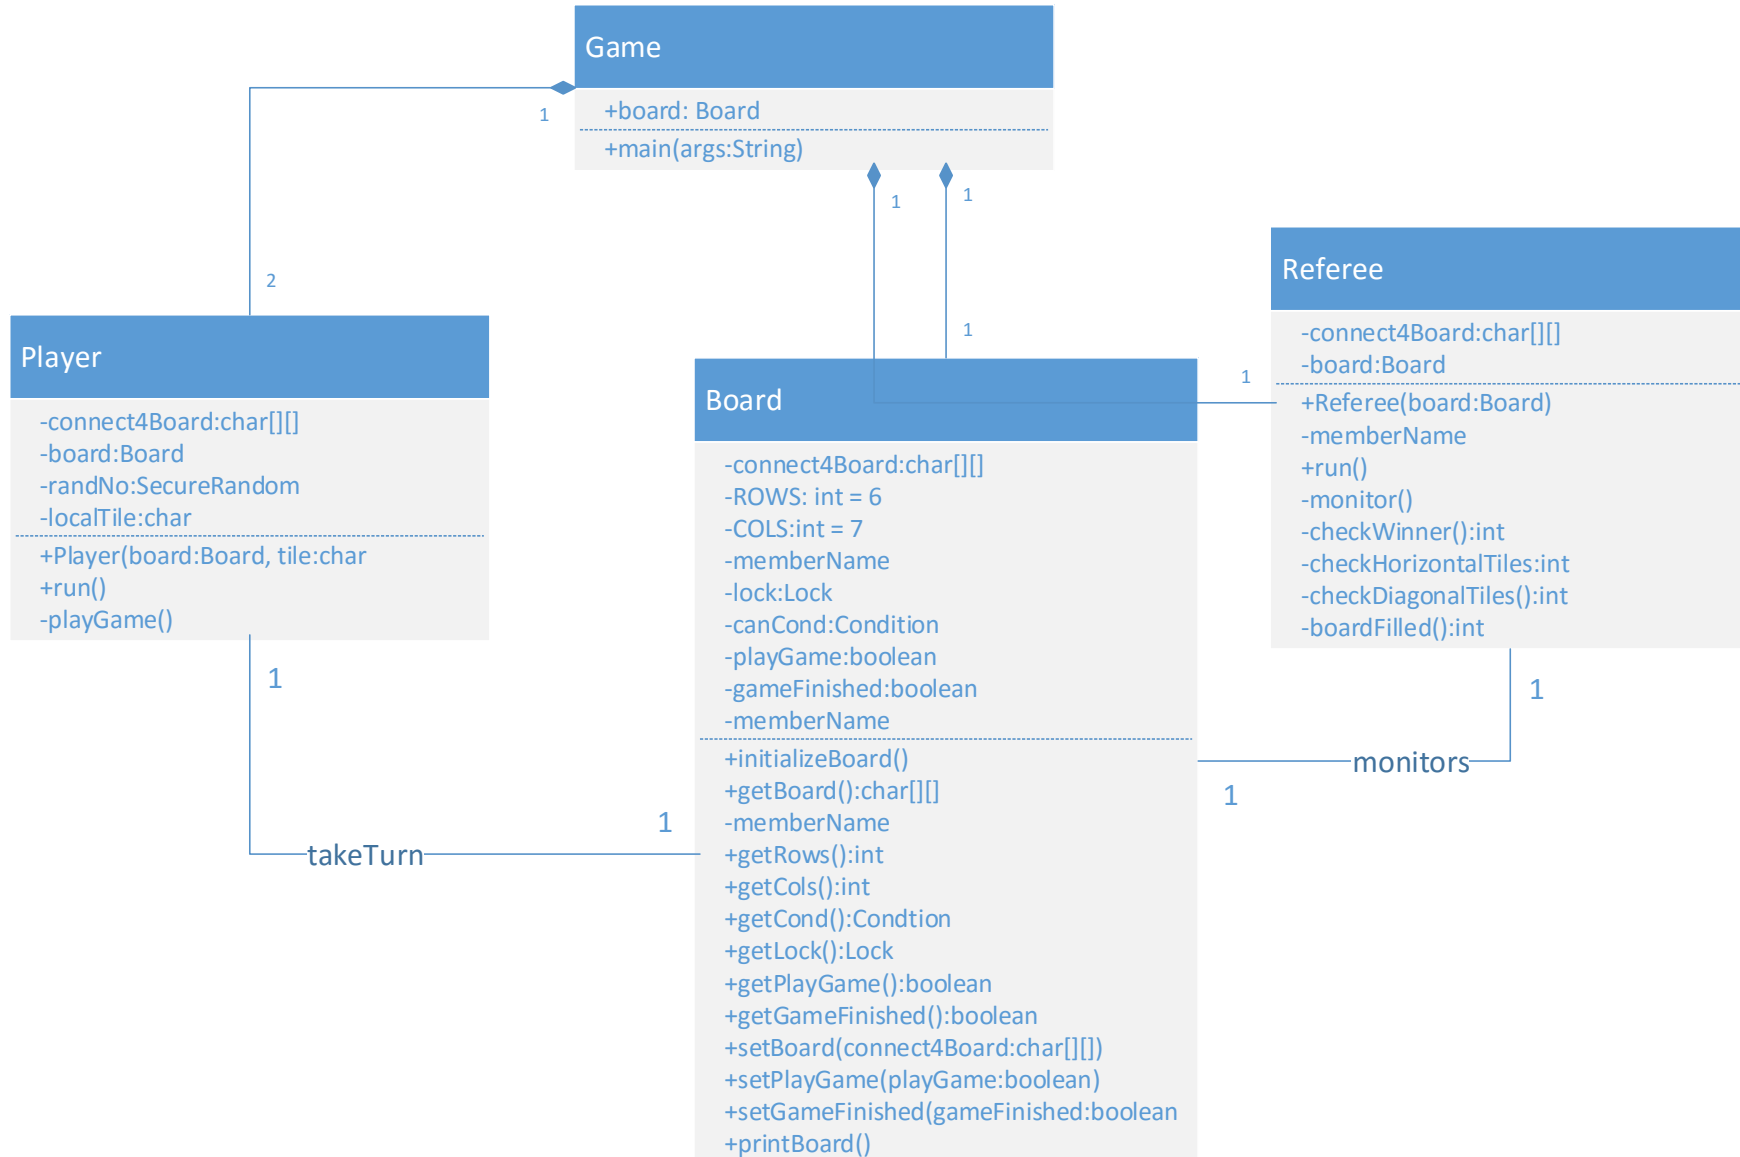 Game
+board: Board
+main(args:String)
1
1
1
2
1
1
Player
-connect4Board:char[][]
-board:Board
-randNo:SecureRandom
-localTile:char
+Player(board:Board, tile:char
+run()
-playGame()
1
takeTurn
1
Board
-connect4Board:char[][]
-ROWS: int = 6
-COLS:int = 7
-memberName
-lock:Lock
-canCond:Condition
-playGame:boolean
-gameFinished:boolean
-memberName
+initializeBoard()
+getBoard():char[][]
-memberName
+getRows():int
+getCols():int
+getCond():Condtion
+getLock():Lock
+getPlayGame():boolean
+getGameFinished():boolean
+setBoard(connect4Board:char[][])
+setPlayGame(playGame:boolean)
+setGameFinished(gameFinished:boolean
+printBoard()
Referee
-connect4Board:char[][]
-board:Board
+Referee(board:Board)
-memberName
+run()
-monitor()
-checkWinner():int
-checkHorizontalTiles:int
-checkDiagonalTiles():int
-boardFilled():int
1
monitors
1